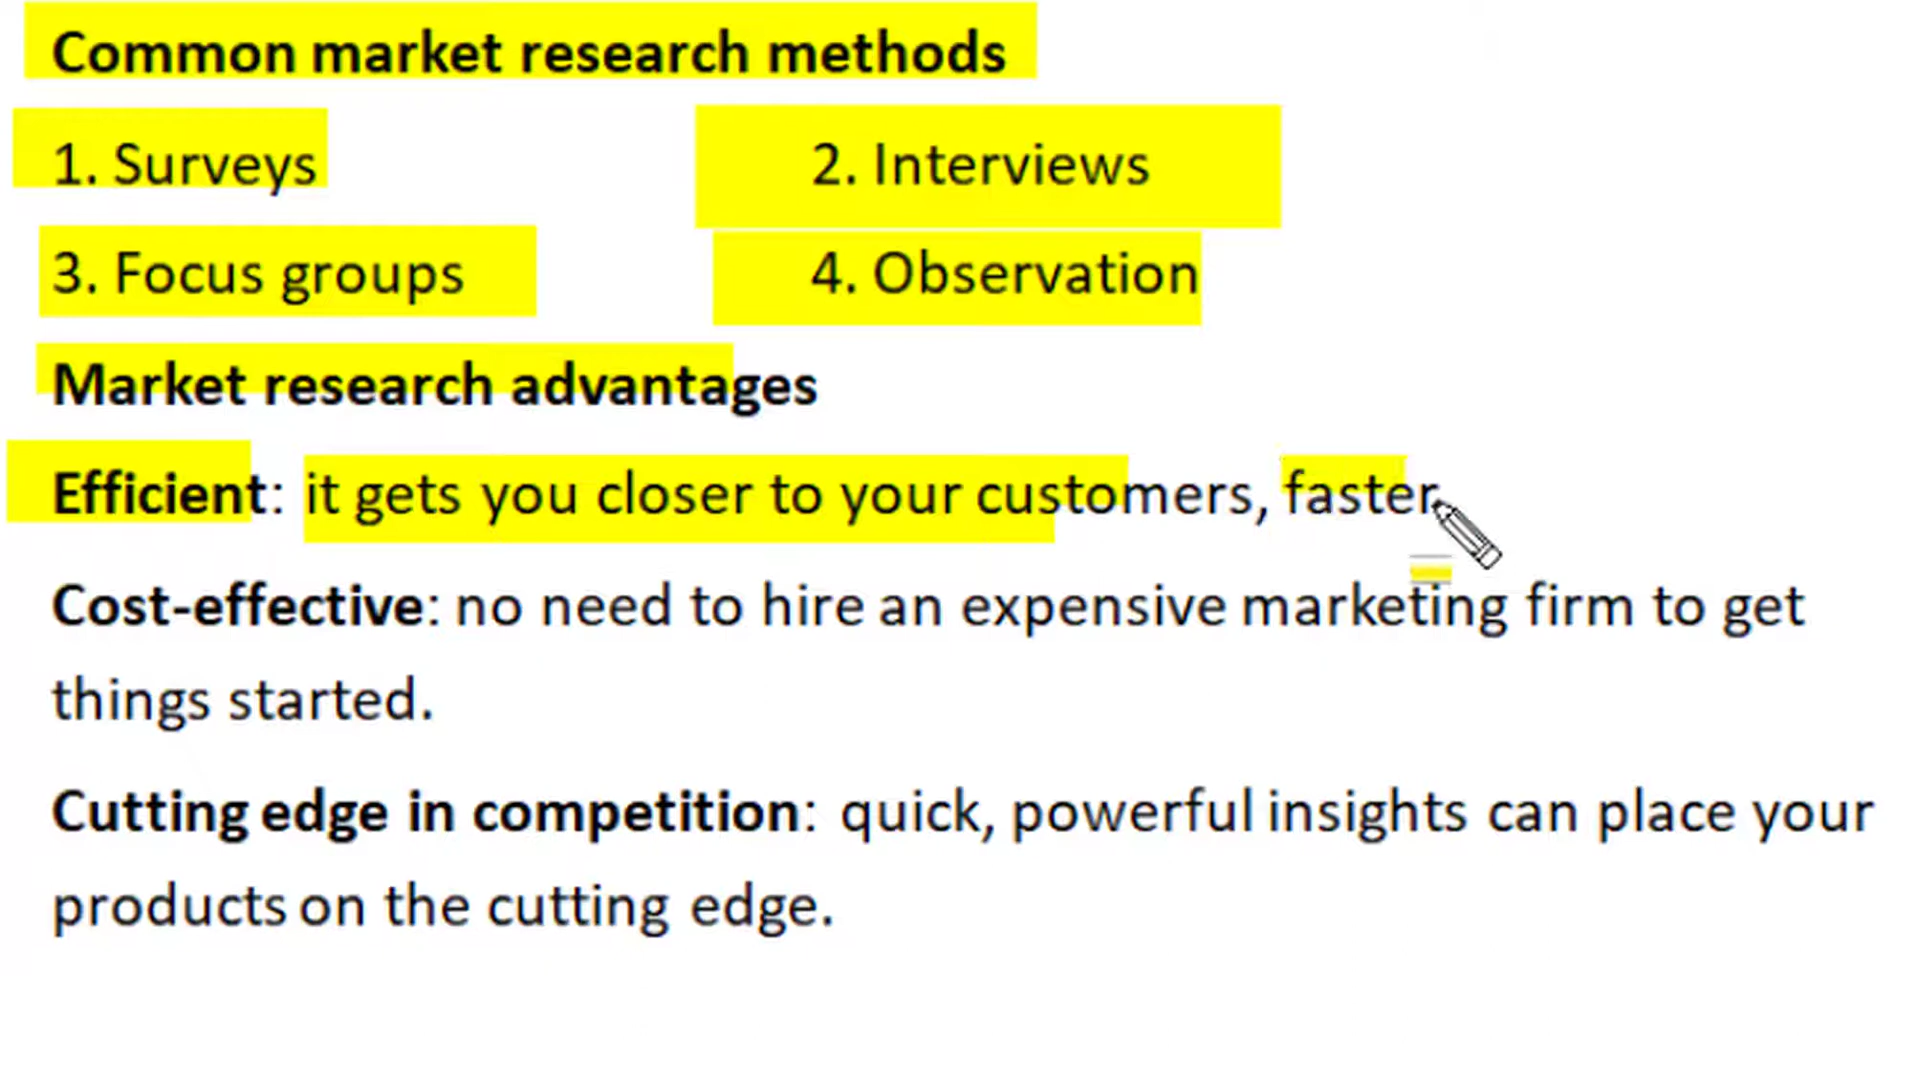 Common market research methods
1. Surveys 2. Interviews
3. Focus groups 4. Observation
Market research advantages
Efficient: it gets you closer to your customers, faster.
Cost-effective: no need to hire an expensive marketing firm to get
things started.
Cutting edge in competition: quick, powerful insights can place your
products on the cutting edge.